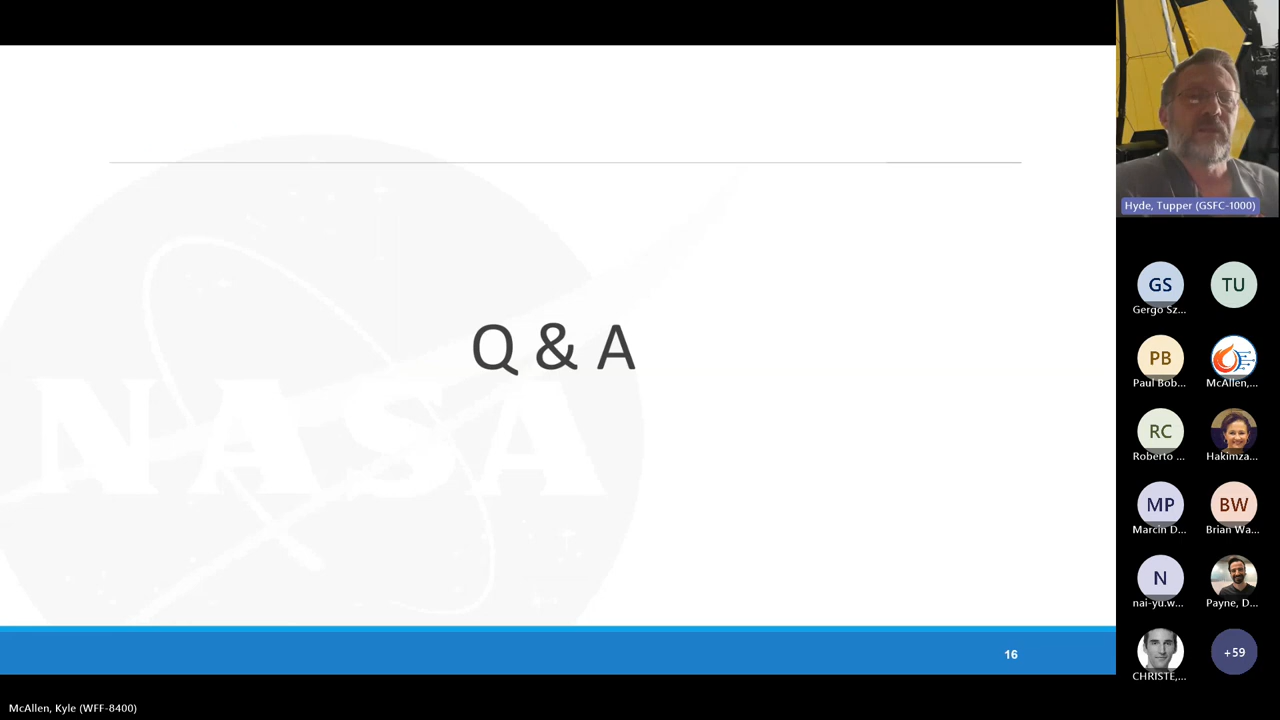 Q & A
NASA
16
Hyde, Tupper (GSFC-1000)
GS
Gergo Sz...
TU
PB
Paul Bob...
McAllen,...
RC
Roberto ...
Hakimza...
MP
Marcin D...
BW
Brian Wa...
N
nai-yu.w...
Payne, D...
CHRISTE,...
+59
McAllen, Kyle (WFF-8400)